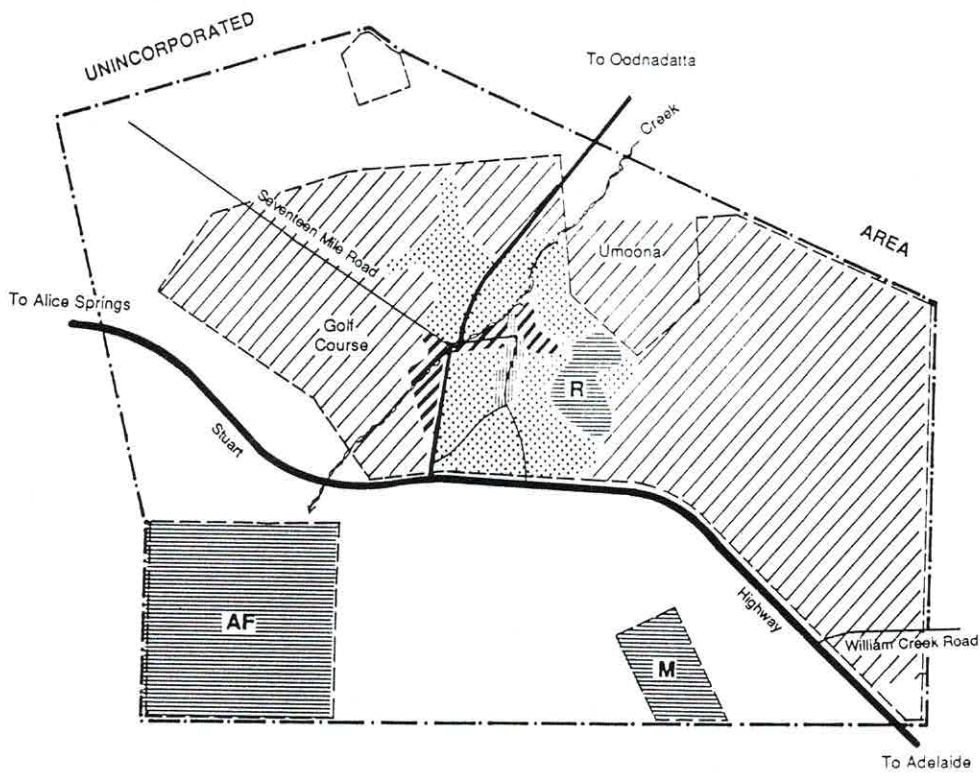 UNINCORPORATED
To Oodnadatta
Creek
AREA
Umoona
Seventeen Mile Road
To Alice Springs
Golf
Course
R
Stuart
AF
Highway
William Creek Road
M
To Adelaide